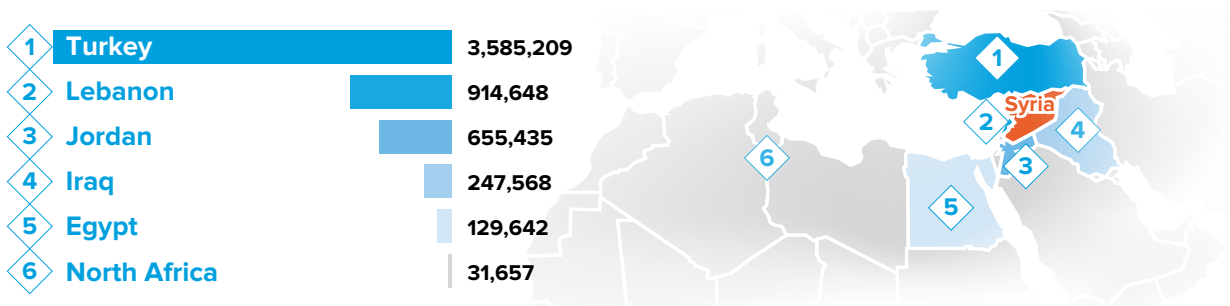 1 Turkey 3,585,209
2 Lebanon 914,648
3 Jordan 655,435
4 Iraq 247,568
5 Egypt 129,642
6 North Africa 31,657
1
Syria
2
4
6
3
5